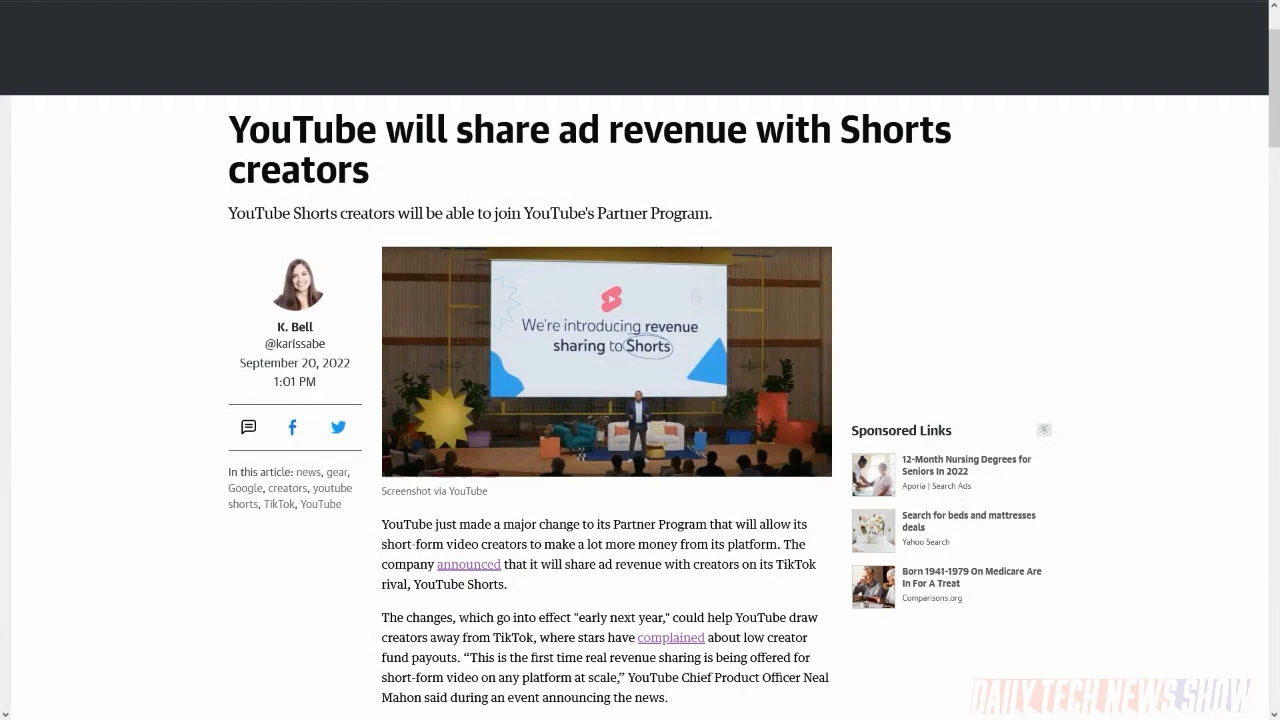 YouTube will share ad revenue with Shorts
creators
YouTube Shorts creators will be able to join YouTube's Partner Program.
K. Bell
@karissabe
September 20, 2022
1:01 PM
In this article: news, gear,
Google, creators, youtube
shorts, TikTok, YouTube
We're introducing revenue
sharing to Shorts
Screenshot via YouTube
YouTube just made a major change to its Partner Program that will allow its
short-form video creators to make a lot more money from its platform. The
company announced that it will share ad revenue with creators on its TikTok
rival, YouTube Shorts.
The changes, which go into effect "early next year," could help YouTube draw
creators away from TikTok, where stars have complained about low creator
fund payouts. “This is the first time real revenue sharing is being offered for
short-form video on any platform at scale,” YouTube Chief Product Officer Neal
Mahon said during an event announcing the news.
Sponsored Links
12-Month Nursing Degrees for
Seniors In 2022
Aporia | Search Ads
Search for beds and mattresses
deals
Yahoo Search
Born 1941-1979 On Medicare Are
In For A Treat
Comparisons.org
DAILY TECH NEWS SHOW